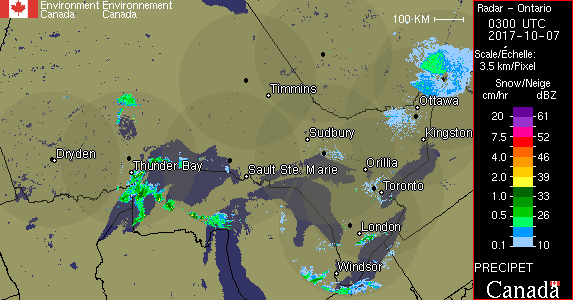 Environment Environnement
Canada Canada
100 KM
Timmins
Ottawa
Sudbury
Kingston
Dryden
Thunder Bay
Sault Ste. Marie
Orillia
Toronto
London
Windsor
Radar - Ontario
0300 UTC
2017-10-07
Scale/Échelle:
3.5 km/Pixel
Snow/Neige
cm/hr dBZ
20 61
7.5 52
4.0 46
2.0 39
1.0 33
0.5 26
0.1 10
PRECIPET
Canada